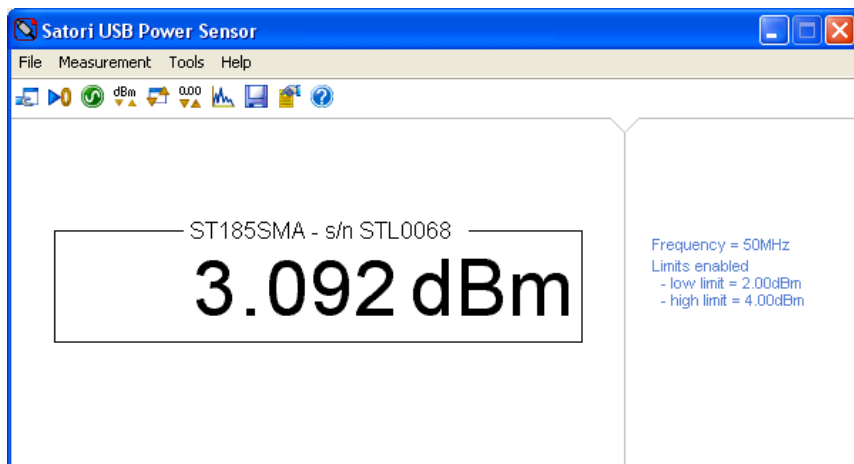 Satori USB Power Sensor
File Measurement Tools Help
dBm 0.00
ST185SMA - s/n STL0068
3.092 dBm
Frequency = 50MHz
Limits enabled
- low limit = 2.00dBm
- high limit = 4.00dBm